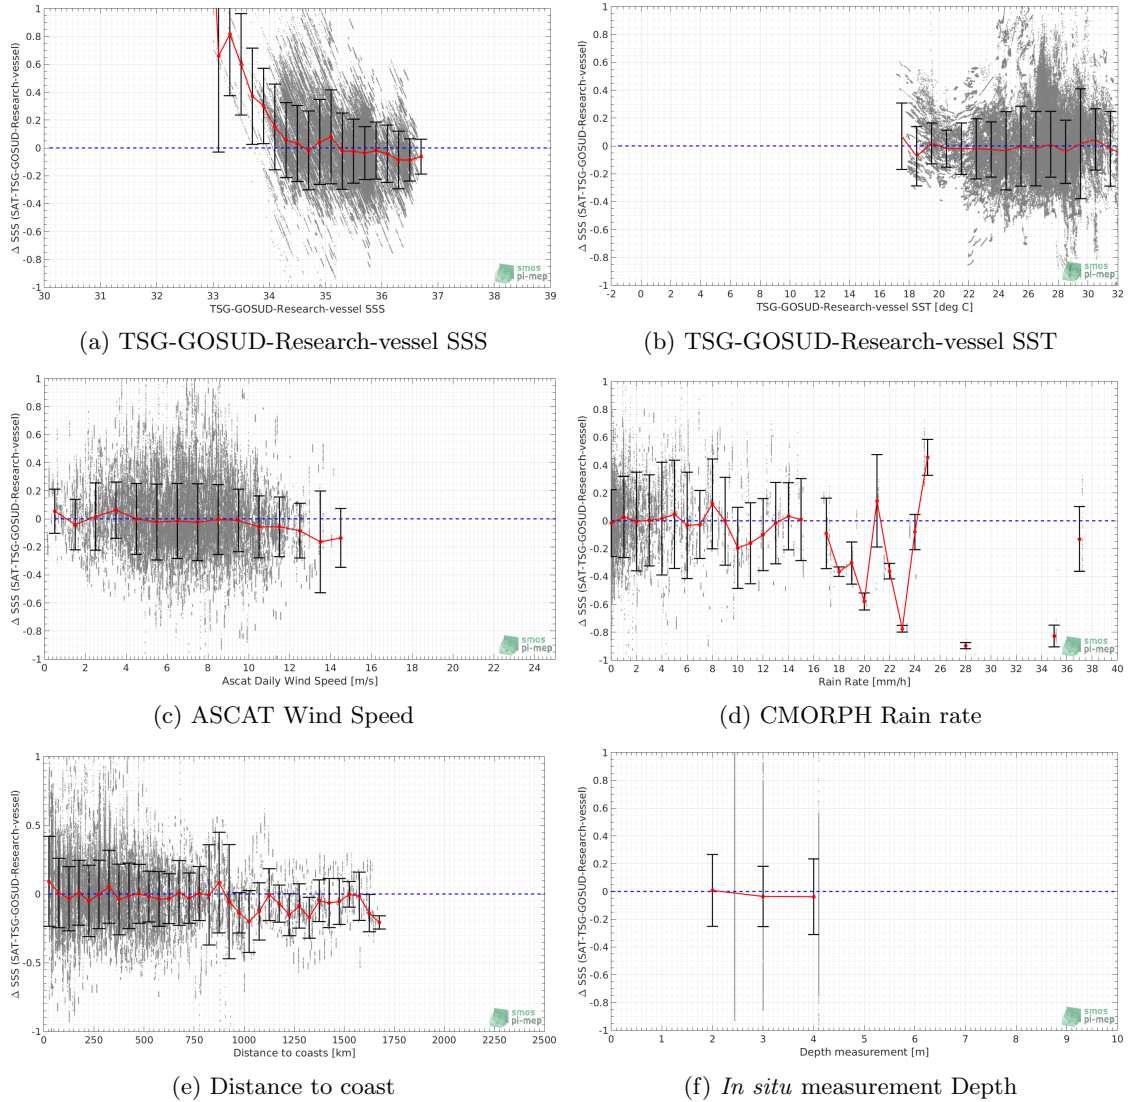 Δ SSS (SAT-TSG-GOSUD-Research-vessel)
1
0.8
0.6
0.4
0.2
0
-0.2
-0.4
-0.6
-0.8
-1
30 31 32 33 34 35 36 37 38 39
TSG-GOSUD-Research-vessel SSS
smos
pi-mep
(a) TSG-GOSUD-Research-vessel SSS
Δ SSS (SAT-TSG-GOSUD-Research-vessel)
1
0.8
0.6
0.4
0.2
0
-0.2
-0.4
-0.6
-0.8
-1
-2 0 2 4 6 8 10 12 14 16 18 20 22 24 26 28 30 32
TSG-GOSUD-Research-vessel SST [deg C]
smos
pi-mep
(b) TSG-GOSUD-Research-vessel SST
Δ SSS (SAT-TSG-GOSUD-Research-vessel)
1
0.8
0.6
0.4
0.2
0
-0.2
-0.4
-0.6
-0.8
-1
0 2 4 6 8 10 12 14 16 18 20 22 24
Ascat Daily Wind Speed [m/s]
smos
pi-mep
(c) ASCAT Wind Speed
Δ SSS (SAT-TSG-GOSUD-Research-vessel)
1
0.8
0.6
0.4
0.2
0
-0.2
-0.4
-0.6
-0.8
-1
0 2 4 6 8 10 12 14 16 18 20 22 24 26 28 30 32 34 36 38 40
Rain Rate [mm/h]
smos
pi-mep
(d) CMORPH Rain rate
Δ SSS (SAT-TSG-GOSUD-Research-vessel)
1
0.5
0
-0.5
-1
0 250 500 750 1000 1250 1500 1750 2000 2250 2500
Distance to coasts [km]
smos
pi-mep
(e) Distance to coast
Δ SSS (SAT-TSG-GOSUD-Research-vessel)
1
0.8
0.6
0.4
0.2
0
-0.2
-0.4
-0.6
-0.8
-1
0 1 2 3 4 5 6 7 8 9 10
Depth measurement [m]
smos
pi-mep
(f) In situ measurement Depth